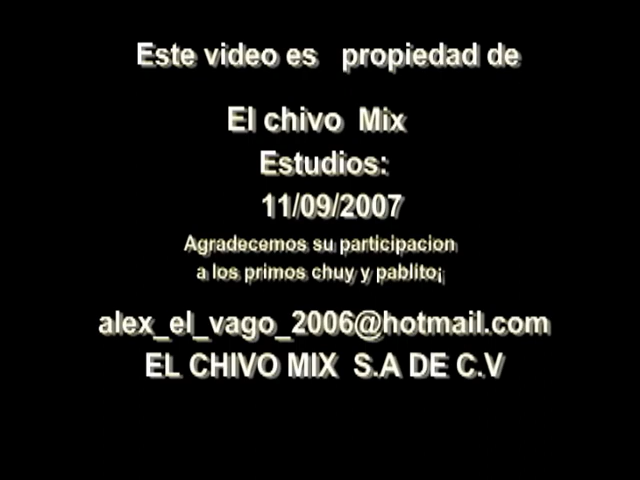 Este video es propiedad de
El chivo Mix
Estudios:
11/09/2007
Agradecemos su participacion
a los primos chuy y pablito¡
alex_el_vago_2006@hotmail.com
EL CHIVO MIX S.A DE C.V